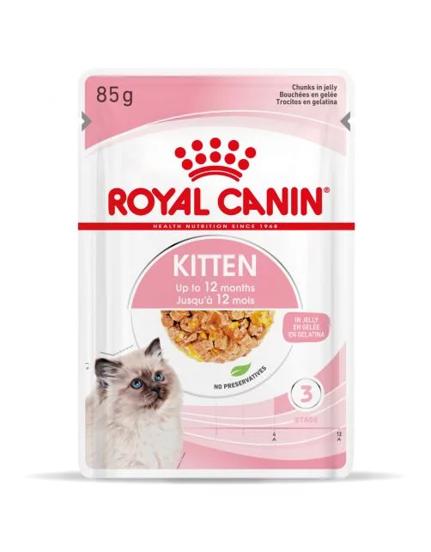 85g
Chunks in jelly
Bouchées en gelée
Trocitos en gelatina
ROYAL CANIN®
HEALTH NUTRITION SINCE 1968
KITTEN
Up to 12 months
Jusqu'à 12 mois
IN JELLY
EN GELÉE
EN GELATINA
NO PRESERVATIVES
3
STAGE
4
12